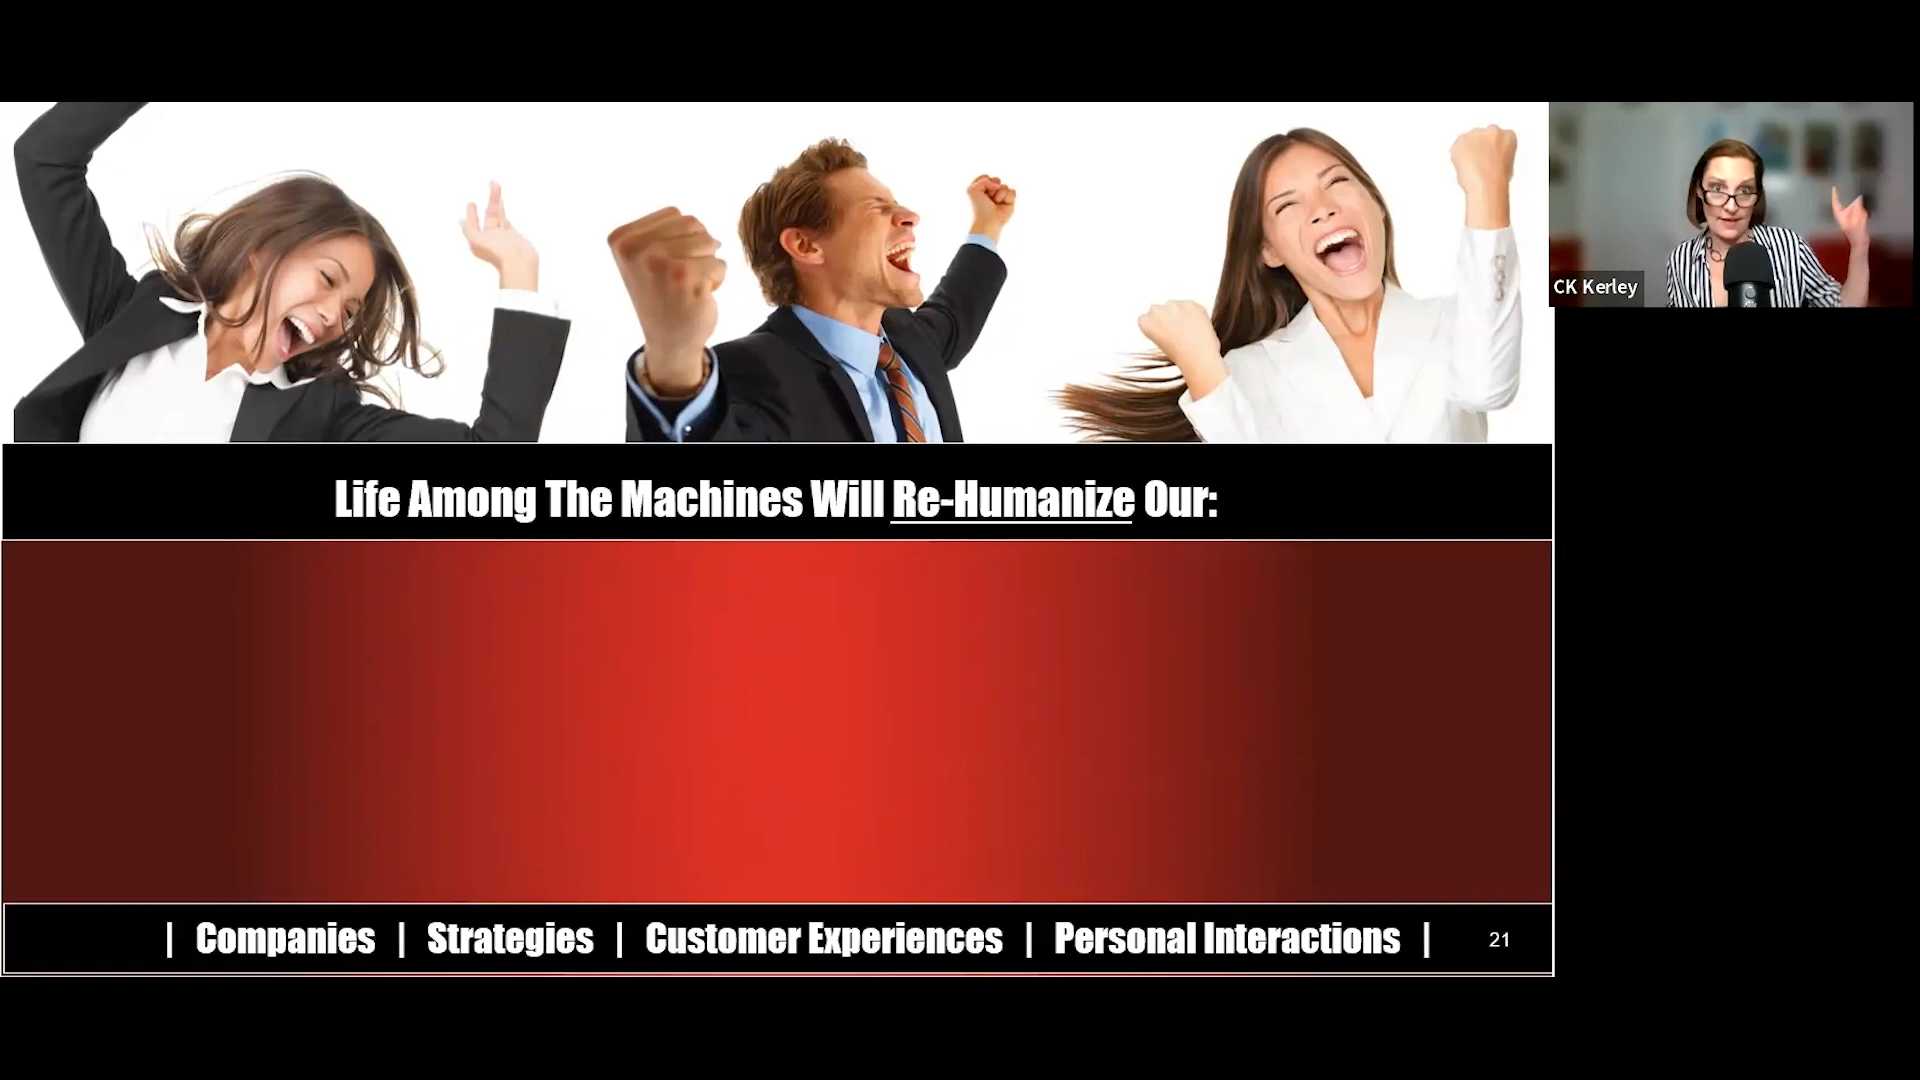 CK Kerley
Life Among The Machines Will Re-Humanize Our:
| Companies | Strategies | Customer Experiences | Personal Interactions |
21